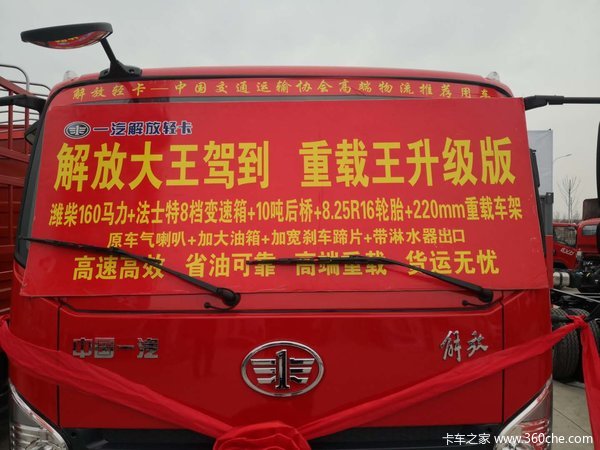 解放轻卡—中国交通运输协会高端物流推荐用车
一汽解放轻卡
解放大王驾到 重载王升级版
潍柴160马力+法士特8档变速箱+10吨后桥+8.25R16轮胎+220mm重载车架
原车气喇叭+加大油箱+加宽刹车蹄片+带淋水器出口
高速高效 省油可靠 高端重载 货运无忧
中国一汽
解放
卡车之家 www.360che.com